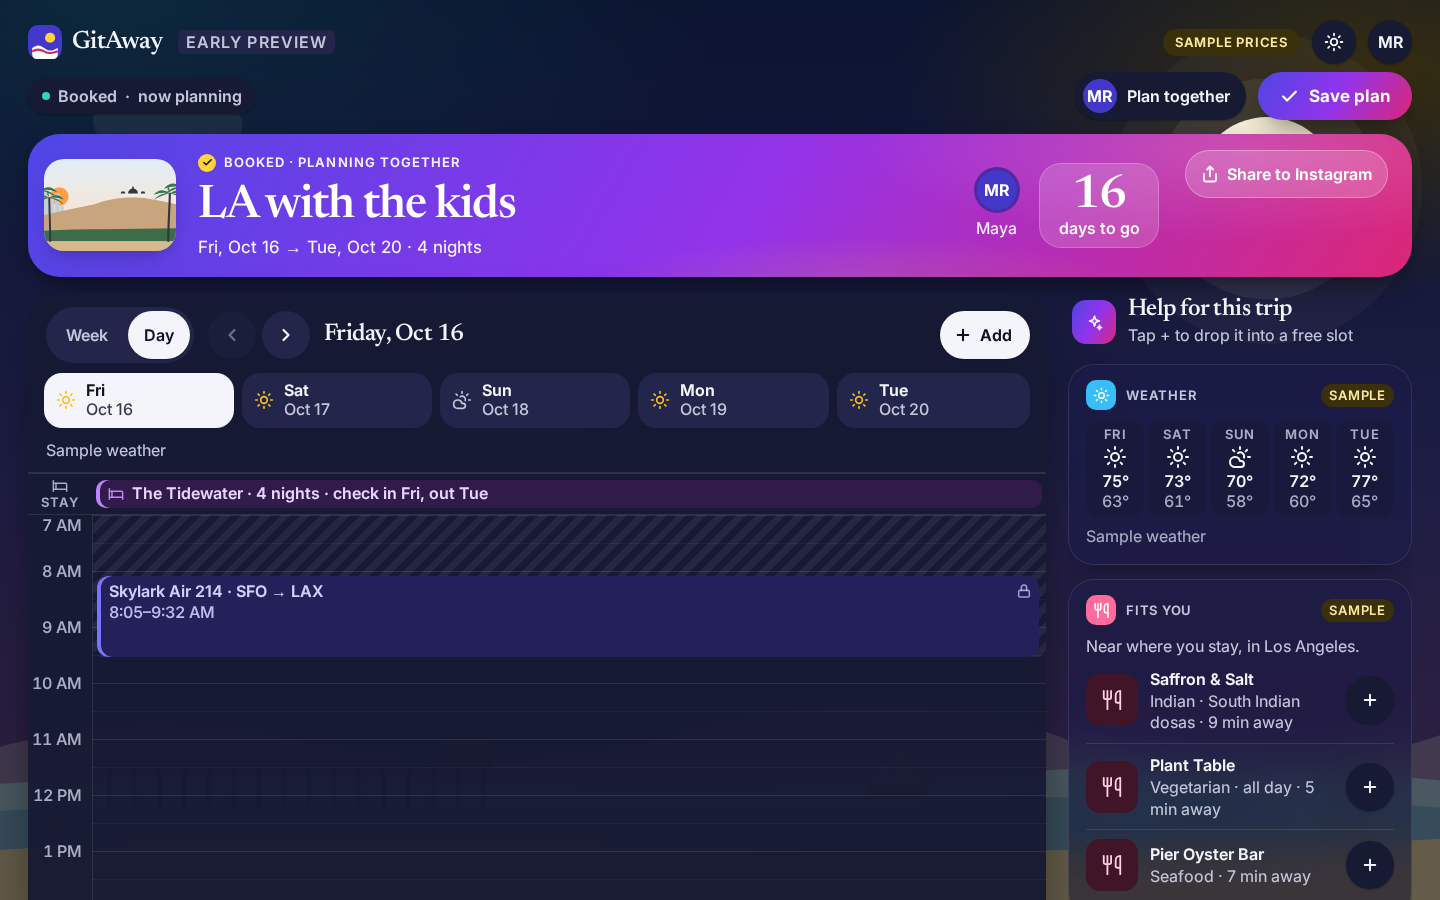 GitAway EARLY PREVIEW
SAMPLE PRICES
MR
Booked · now planning
MR Plan together
Save plan
BOOKED · PLANNING TOGETHER
LA with the kids
Fri, Oct 16 → Tue, Oct 20 · 4 nights
MR
Maya
16
days to go
Share to Instagram
Week Day
Friday, Oct 16
+ Add
Fri
Oct 16
Sat
Oct 17
Sun
Oct 18
Mon
Oct 19
Tue
Oct 20
Sample weather
STAY
The Tidewater · 4 nights · check in Fri, out Tue
7 AM
8 AM
Skylark Air 214 · SFO → LAX
8:05–9:32 AM
9 AM
10 AM
11 AM
12 PM
1 PM
Help for this trip
Tap + to drop it into a free slot
WEATHER
SAMPLE
FRI SAT SUN MON TUE
75° 73° 70° 72° 77°
63° 61° 58° 60° 65°
Sample weather
FITS YOU
SAMPLE
Near where you stay, in Los Angeles.
Saffron & Salt
Indian · South Indian
dosas · 9 min away
Plant Table
Vegetarian · all day · 5
min away
Pier Oyster Bar
Seafood · 7 min away